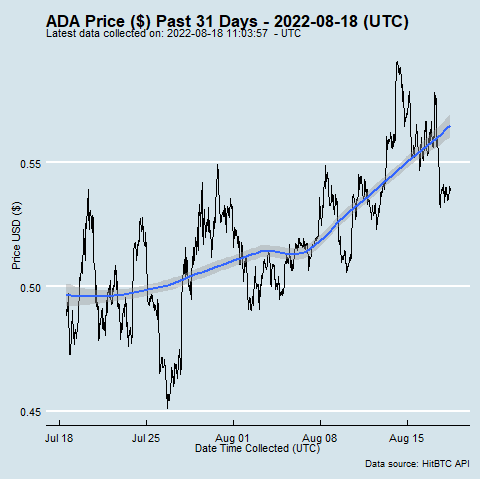 ADA Price ($) Past 31 Days - 2022-08-18 (UTC)
Latest data collected on: 2022-08-18 11:03:57 - UTC
Price USD ($)
0.55
0.50
0.45
Jul 18
Jul 25
Aug 01
Aug 08
Aug 15
Date Time Collected (UTC)
Data source: HitBTC API